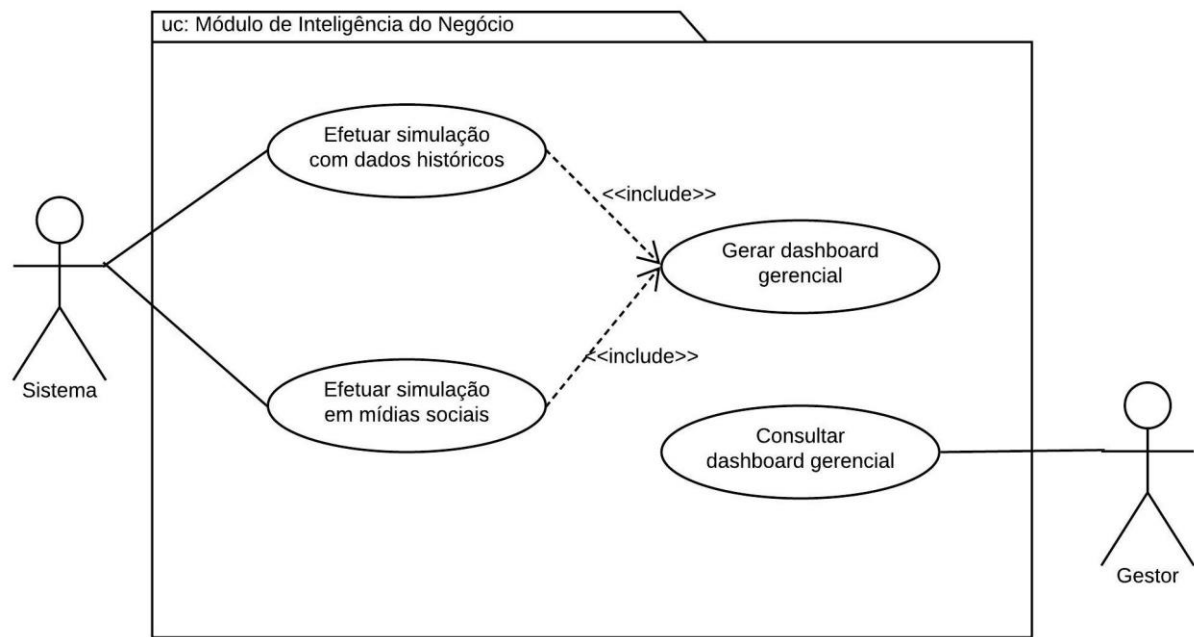 uc: Módulo de Inteligência do Negócio
Efetuar simulação
com dados históricos
<<include>>
Gerar dashboard
gerencial
<<include>>
Sistema
Efetuar simulação
em mídias sociais
Consultar
dashboard gerencial
Gestor